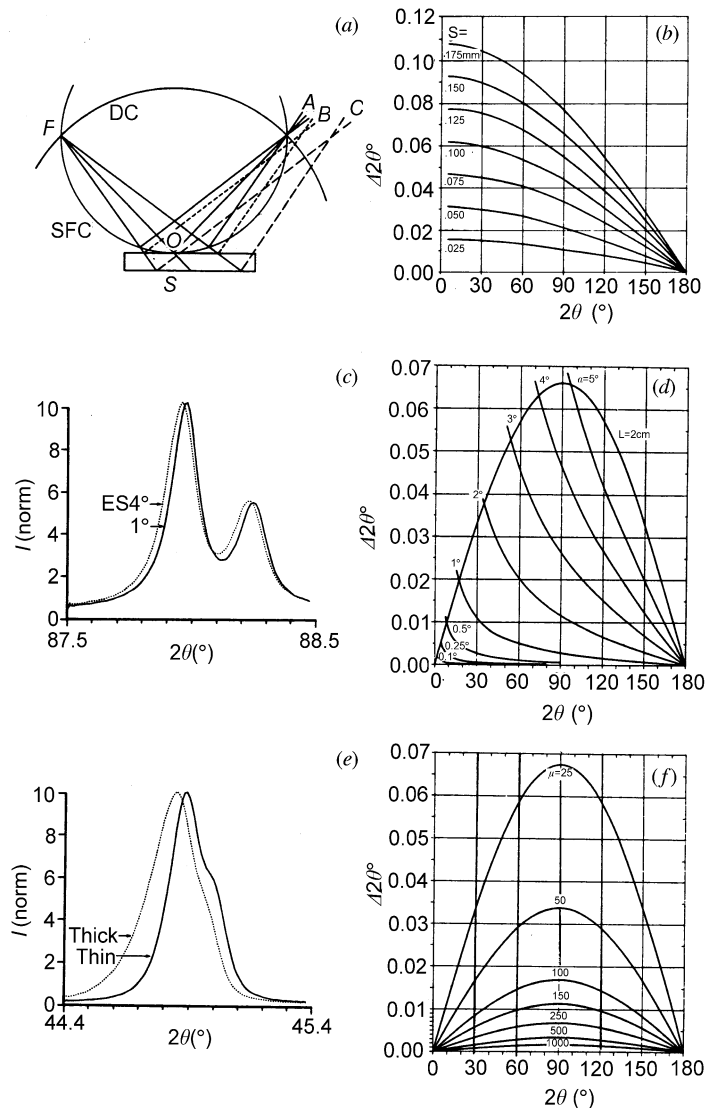 (a)
DC
F
A
B
C
SFC
O
S
(b)
0.12
0.10
0.08
0.06
0.04
0.02
0.00
Δ2θ°
S=
.175mm
.150
.125
.100
.075
.050
.025
0 30 60 90 120 150 180
2θ (°)
(c)
10
8
6
4
2
0
I (norm)
ES4°
1°
87.5 88.5
2θ(°)
(d)
0.07
0.06
0.05
0.04
0.03
0.02
0.01
0.00
Δ2θ°
4°
α=5°
3°
L=2cm
2°
1°
0.5°
0.25°
0.1°
0 30 60 90 120 150 180
2θ (°)
(e)
10
8
6
4
2
0
I (norm)
Thick
Thin
44.4 45.4
2θ(°)
(f)
0.07
0.06
0.05
0.04
0.03
0.02
0.01
0.00
Δ2θ°
μ=25
50
100
150
250
500
1000
0 30 60 90 120 150 180
2θ (°)